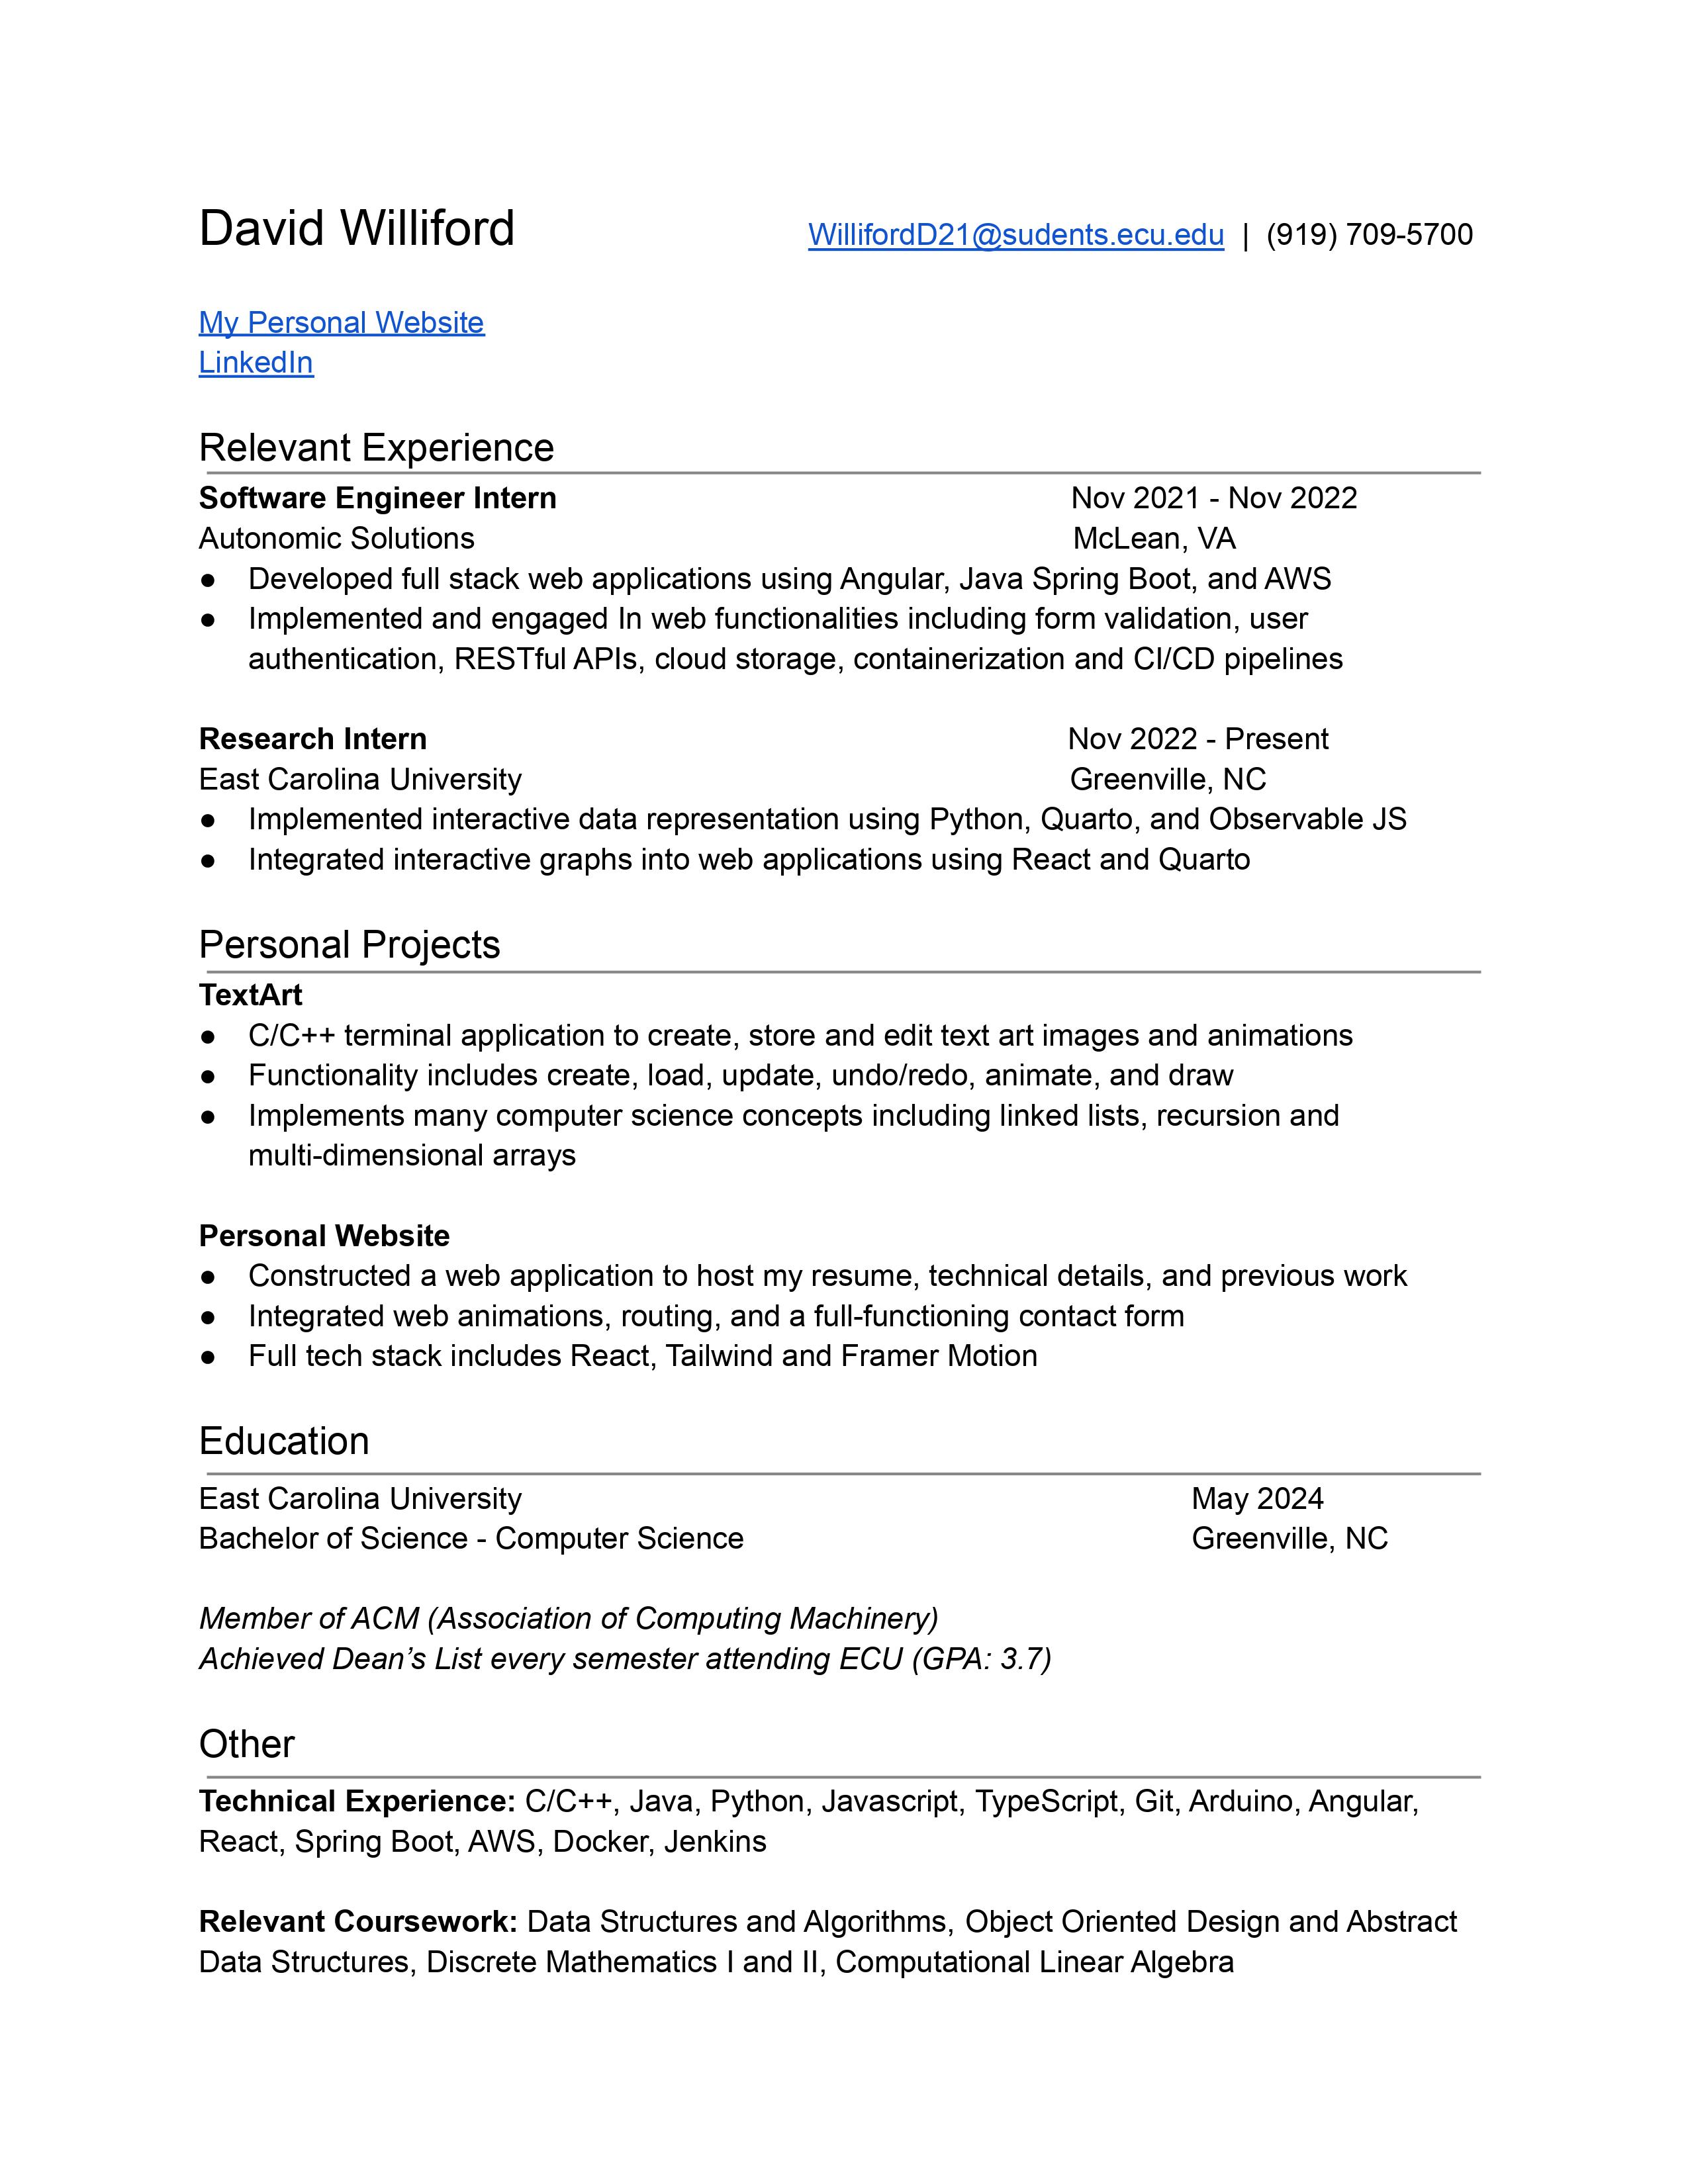 David Williford WillifordD21@sudents.ecu.edu | (919) 709-5700
My Personal Website
LinkedIn
Relevant Experience
Software Engineer Intern Nov 2021 - Nov 2022
Autonomic Solutions McLean, VA
● Developed full stack web applications using Angular, Java Spring Boot, and AWS
● Implemented and engaged In web functionalities including form validation, user
authentication, RESTful APIs, cloud storage, containerization and CI/CD pipelines
Research Intern Nov 2022 - Present
East Carolina University Greenville, NC
● Implemented interactive data representation using Python, Quarto, and Observable JS
● Integrated interactive graphs into web applications using React and Quarto
Personal Projects
TextArt
● C/C++ terminal application to create, store and edit text art images and animations
● Functionality includes create, load, update, undo/redo, animate, and draw
● Implements many computer science concepts including linked lists, recursion and
multi-dimensional arrays
Personal Website
● Constructed a web application to host my resume, technical details, and previous work
● Integrated web animations, routing, and a full-functioning contact form
● Full tech stack includes React, Tailwind and Framer Motion
Education
East Carolina University May 2024
Bachelor of Science - Computer Science Greenville, NC
Member of ACM (Association of Computing Machinery)
Achieved Dean’s List every semester attending ECU (GPA: 3.7)
Other
Technical Experience: C/C++, Java, Python, Javascript, TypeScript, Git, Arduino, Angular,
React, Spring Boot, AWS, Docker, Jenkins
Relevant Coursework: Data Structures and Algorithms, Object Oriented Design and Abstract
Data Structures, Discrete Mathematics I and II, Computational Linear Algebra